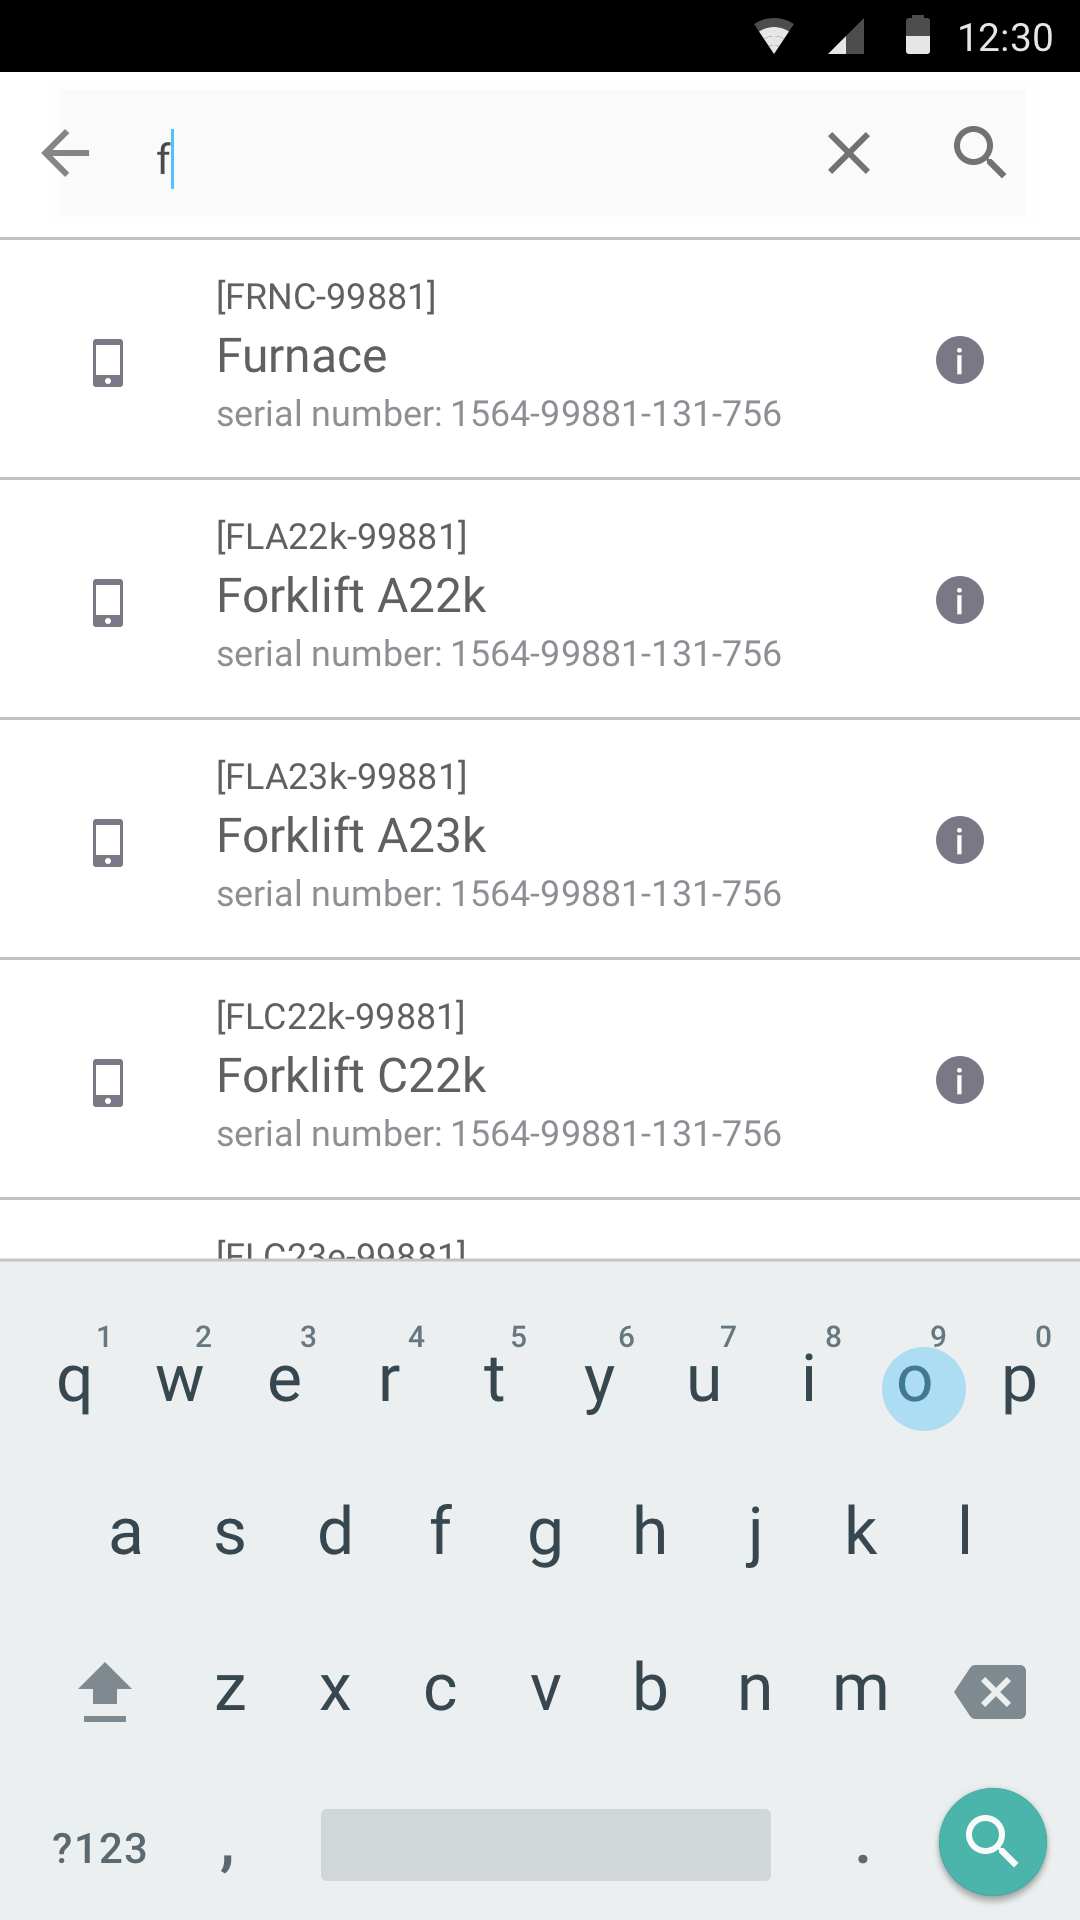 12:30
f
[FRNC-99881]
Furnace
serial number: 1564-99881-131-756
[FLA22k-99881]
Forklift A22k
serial number: 1564-99881-131-756
[FLA23k-99881]
Forklift A23k
serial number: 1564-99881-131-756
[FLC22k-99881]
Forklift C22k
serial number: 1564-99881-131-756
[FLC23e-99881]
1 2 3 4 5 6 7 8 9 0
q w e r t y u i o p
a s d f g h j k l
z x c v b n m
?123 , .